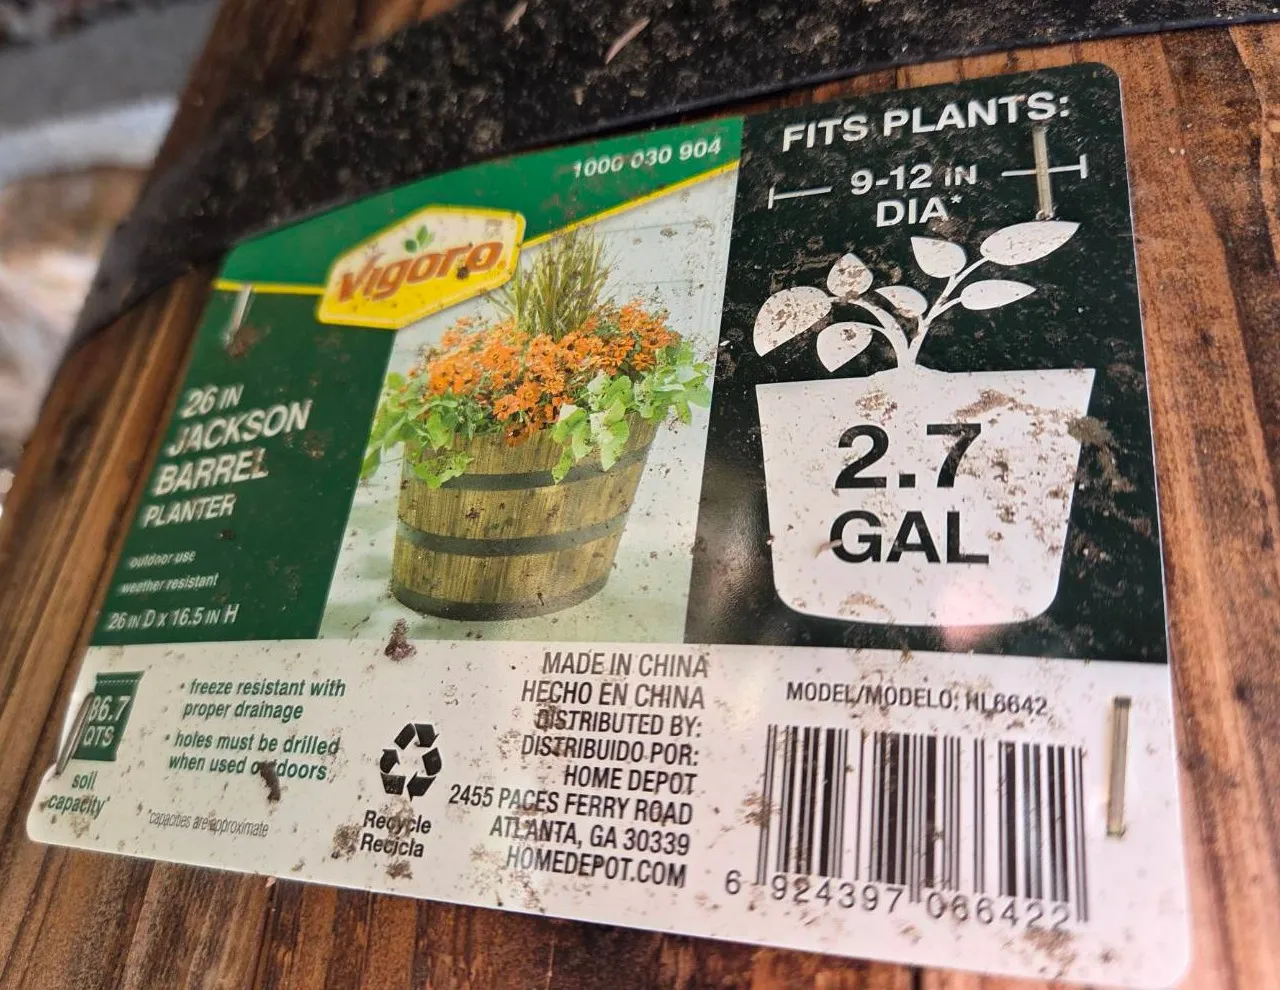 1000 030 904
Vigoro
26 IN
JACKSON
BARREL
PLANTER
outdoor use
weather resistant
26 IN D X 16.5 IN H
FITS PLANTS:
9-12 IN
DIA*
2.7
GAL
86.7
QTS
soil
capacity*
• freeze resistant with
proper drainage
• holes must be drilled
when used outdoors
*capacities are approximate
Recycle
Recicla
MADE IN CHINA
HECHO EN CHINA
DISTRIBUTED BY:
DISTRIBUIDO POR:
HOME DEPOT
2455 PACES FERRY ROAD
ATLANTA, GA 30339
HOMEDEPOT.COM
MODEL/MODELO: HL6642
6 924397 066422